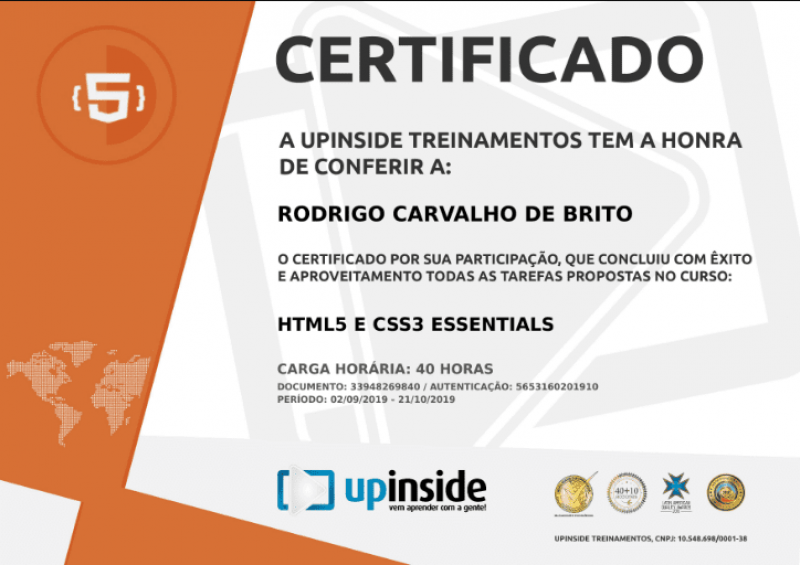 {5}
CERTIFICADO
A UPINSIDE TREINAMENTOS TEM A HONRA
DE CONFERIR A:
RODRIGO CARVALHO DE BRITO
O CERTIFICADO POR SUA PARTICIPAÇÃO, QUE CONCLUIU COM ÊXITO
E APROVEITAMENTO TODAS AS TAREFAS PROPOSTAS NO CURSO:
HTML5 E CSS3 ESSENTIALS
CARGA HORÁRIA: 40 HORAS
DOCUMENTO: 33948269840 / AUTENTICAÇÃO: 5653160201910
PERÍODO: 02/09/2019 - 21/10/2019
upinside
vem aprender com a gente!
40+10
UPINSIDE TREINAMENTOS, CNPJ: 10.548.698/0001-38